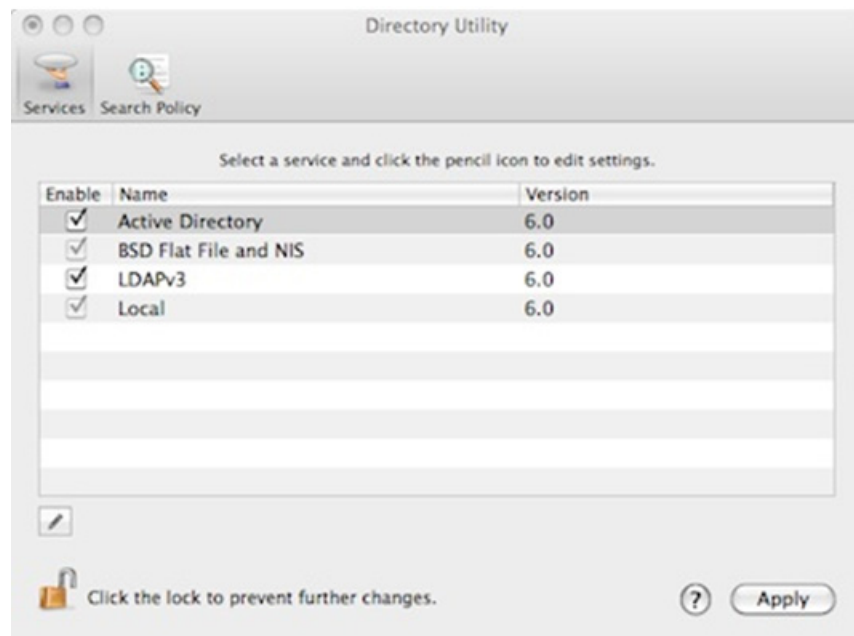 Directory Utility
Services Search Policy
Select a service and click the pencil icon to edit settings.
Enable Name Version
Active Directory 6.0
BSD Flat File and NIS 6.0
LDAPv3 6.0
Local 6.0
Click the lock to prevent further changes. ? Apply